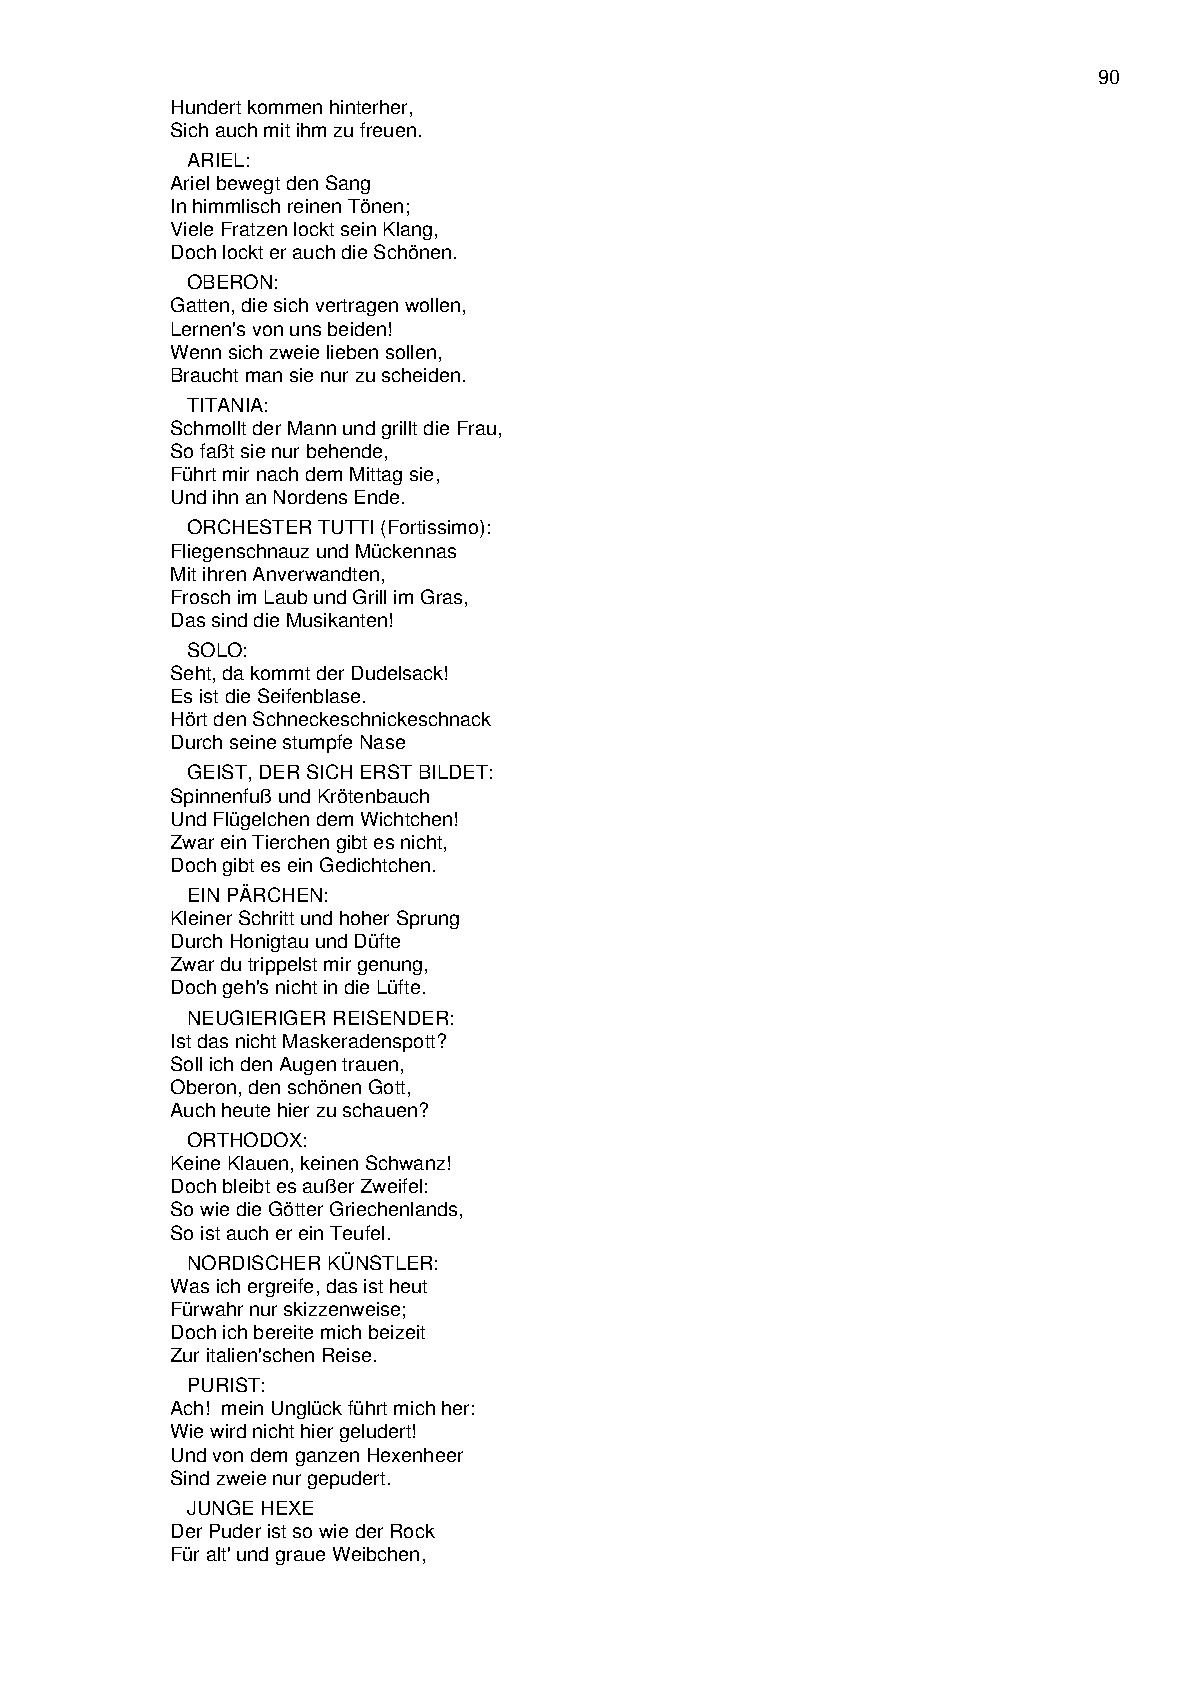 90
Hundert kommen hinterher,
Sich auch mit ihm zu freuen.
ARIEL:
Ariel bewegt den Sang
In himmlisch reinen Tönen;
Viele Fratzen lockt sein Klang,
Doch lockt er auch die Schönen.
OBERON:
Gatten, die sich vertragen wollen,
Lernen's von uns beiden!
Wenn sich zweie lieben sollen,
Braucht man sie nur zu scheiden.
TITANIA:
Schmollt der Mann und grillt die Frau,
So faßt sie nur behende,
Führt mir nach dem Mittag sie,
Und ihn an Nordens Ende.
ORCHESTER TUTTI (Fortissimo):
Fliegenschnauz und Mückennas
Mit ihren Anverwandten,
Frosch im Laub und Grill im Gras,
Das sind die Musikanten!
SOLO:
Seht, da kommt der Dudelsack!
Es ist die Seifenblase.
Hört den Schneckeschnickeschnack
Durch seine stumpfe Nase
GEIST, DER SICH ERST BILDET:
Spinnenfuß und Krötenbauch
Und Flügelchen dem Wichtchen!
Zwar ein Tierchen gibt es nicht,
Doch gibt es ein Gedichtchen.
EIN PÄRCHEN:
Kleiner Schritt und hoher Sprung
Durch Honigtau und Düfte
Zwar du trippelst mir genung,
Doch geh's nicht in die Lüfte.
NEUGIERIGER REISENDER:
Ist das nicht Maskeradenspott?
Soll ich den Augen trauen,
Oberon, den schönen Gott,
Auch heute hier zu schauen?
ORTHODOX:
Keine Klauen, keinen Schwanz!
Doch bleibt es außer Zweifel:
So wie die Götter Griechenlands,
So ist auch er ein Teufel.
NORDISCHER KÜNSTLER:
Was ich ergreife, das ist heut
Fürwahr nur skizzenweise;
Doch ich bereite mich beizeit
Zur italien'schen Reise.
PURIST:
Ach!  mein Unglück führt mich her:
Wie wird nicht hier geludert!
Und von dem ganzen Hexenheer
Sind zweie nur gepudert.
JUNGE HEXE
Der Puder ist so wie der Rock
Für alt' und graue Weibchen,